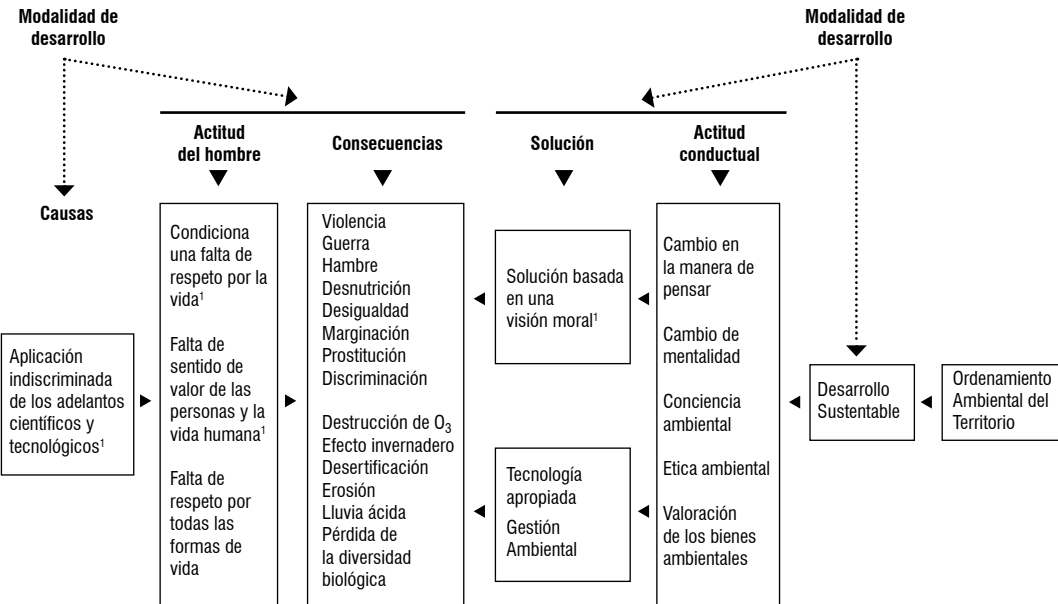 Modalidad de
desarrollo
Modalidad de
desarrollo
Actitud
del hombre
Consecuencias
Solución
Actitud
conductual
Causas
Aplicación
indiscriminada
de los adelantos
científicos y
tecnológicos¹
Condiciona
una falta de
respeto por la
vida¹
Falta de
sentido de
valor de las
personas y la
vida humana¹
Falta de
respeto por
todas las
formas de
vida
Violencia
Guerra
Hambre
Desnutrición
Desigualdad
Marginación
Prostitución
Discriminación
Destrucción de O₃
Efecto invernadero
Desertificación
Erosión
Lluvia ácida
Pérdida de
la diversidad
biológica
Solución basada
en una
visión moral¹
Tecnología
apropiada
Gestión
Ambiental
Cambio en
la manera de
pensar
Cambio de
mentalidad
Conciencia
ambiental
Etica ambiental
Valoración
de los bienes
ambientales
Desarrollo
Sustentable
Ordenamiento
Ambiental del
Territorio